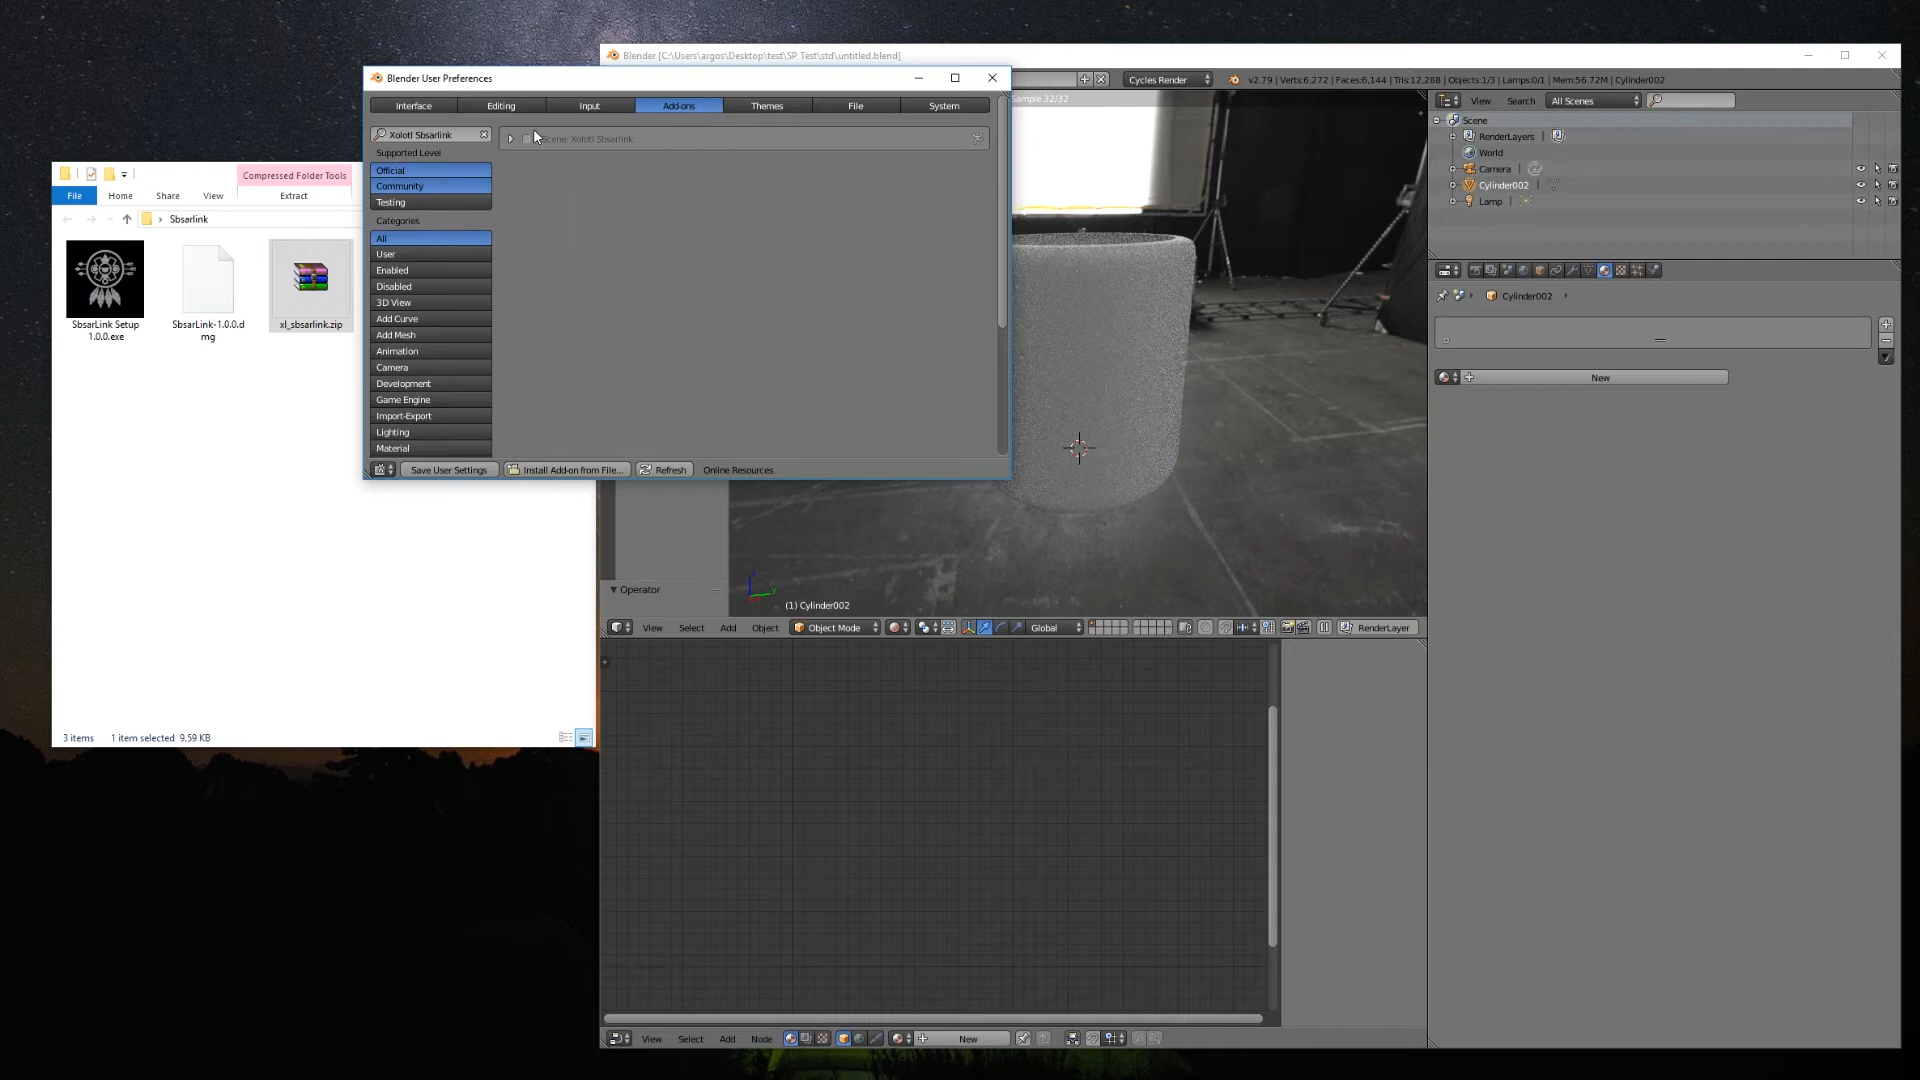 Blender [C:\Users\argos\Desktop\test\SP Test\std\untitled.blend]
Blender User Preferences
Cycles Render
v2.79 | Verts:6,272 | Faces:6,144 | Tris:12,288 | Objects:1/3 | Lamps:0/1 | Mem:56.72M | Cylinder002
Interface
Editing
Input
Add-ons
Themes
File
System
Sample 32/32
View
Search
All Scenes
Xolotl Sbsarlink
Scene: Xolotl Sbsarlink
Supported Level
Official
Community
Testing
Categories
All
User
Enabled
Disabled
3D View
Add Curve
Add Mesh
Animation
Camera
Development
Game Engine
Import-Export
Lighting
Material
Save User Settings
Install Add-on from File...
Refresh
Online Resources
Scene
RenderLayers
World
Camera
Cylinder002
Lamp
Cylinder002
New
Compressed Folder Tools
File
Home
Share
View
Extract
Sbsarlink
SbsarLink Setup
1.0.0.exe
SbsarLink-1.0.0.d
mg
xl_sbsarlink.zip
3 items
1 item selected 9.59 KB
Operator
(1) Cylinder002
View
Select
Add
Object
Object Mode
Global
RenderLayer
View
Select
Add
Node
New